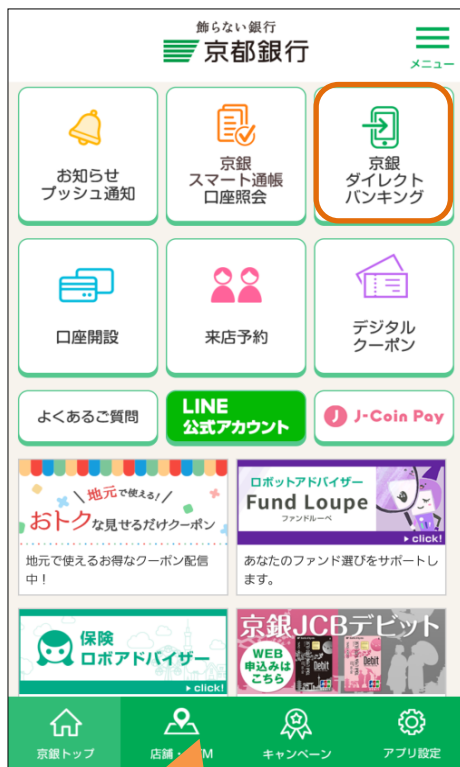 飾らない銀行
京都銀行
メニュー
お知らせ
プッシュ通知
京銀
スマート通帳
口座照会
京銀
ダイレクト
バンキング
口座開設
来店予約
デジタル
クーポン
よくあるご質問
LINE
公式アカウント
J J-Coin Pay
地元で使える!
おトクな見せるだけクーポン
地元で使えるお得なクーポン配信
中！
ロボットアドバイザー
Fund Loupe
ファンドルーペ
click!
あなたのファンド選びをサポートし
ます。
保険
ロボアドバイザー
click!
京銀JCBデビット
WEB
申込みは
こちら
Debit
Debit
京銀トップ
店舗・
M
キャンペーン
アプリ設定